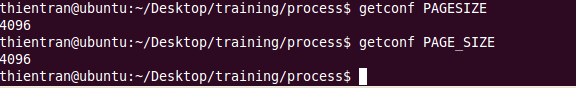 thientran@ubuntu:~/Desktop/training/process$ getconf PAGESIZE
4096
thientran@ubuntu:~/Desktop/training/process$ getconf PAGE_SIZE
4096
thientran@ubuntu:~/Desktop/training/process$